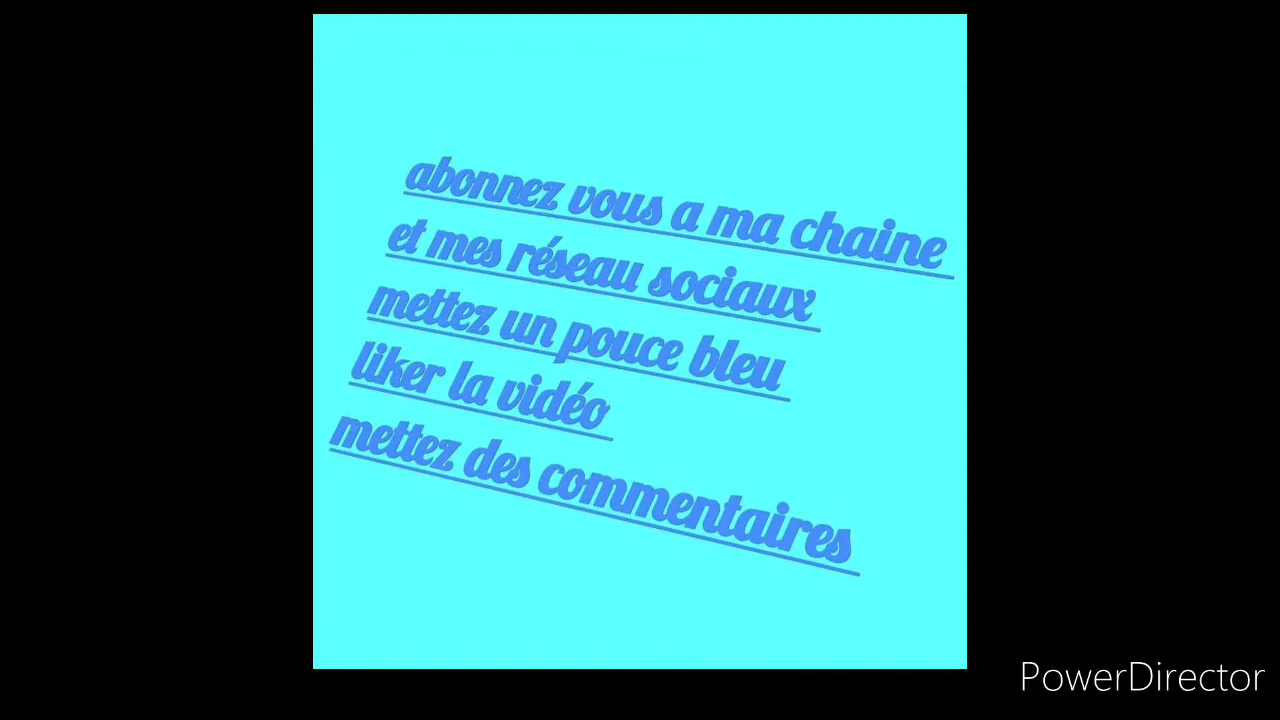 abonnez vous a ma chaine
et mes réseau sociaux
mettez un pouce bleu
liker la vidéo
mettez des commentaires
PowerDirector